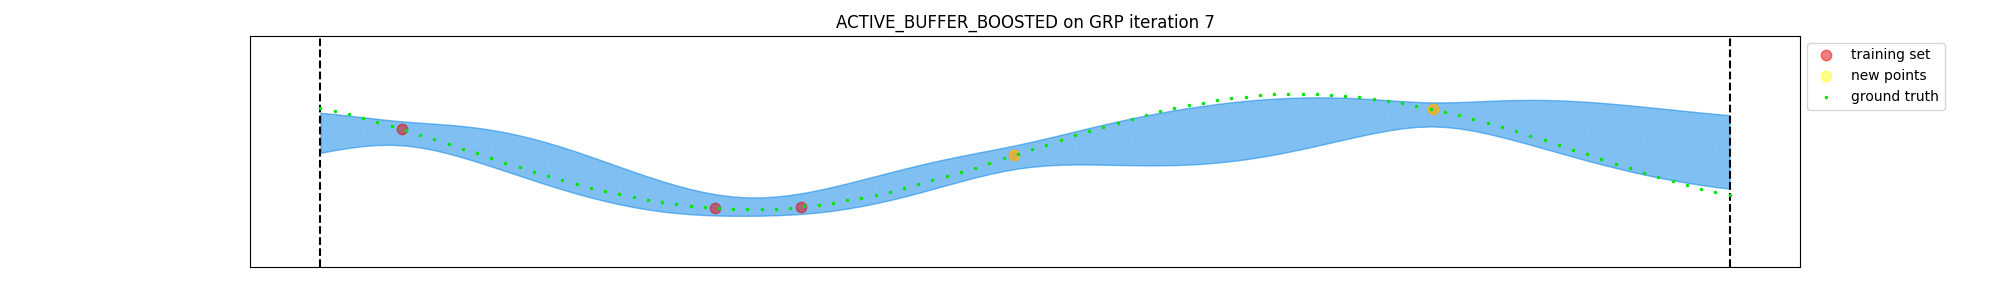 ACTIVE_BUFFER_BOOSTED on GRP iteration 7
training set
new points
ground truth